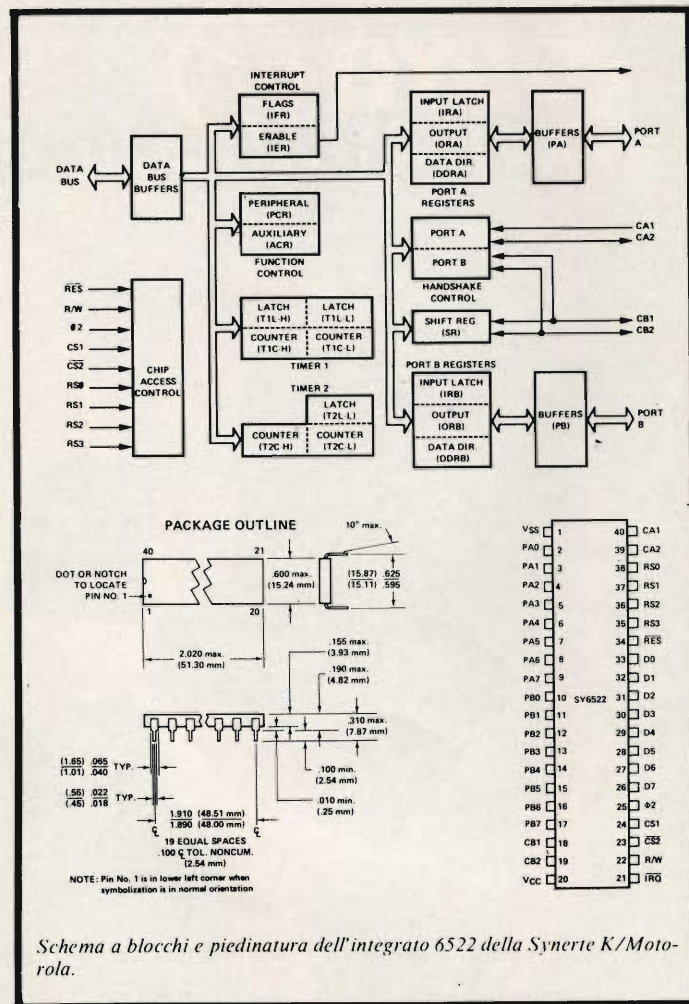 INTERRUPT
CONTROL
FLAGS
(IFR)
ENABLE
(IER)
DATA
BUS
DATA
BUS
BUFFERS
PERIPHERAL
(PCR)
AUXILIARY
(ACR)
FUNCTION
CONTROL
LATCH
(T1L-H)
LATCH
(T1L-L)
COUNTER
(T1C-H)
COUNTER
(T1C-L)
TIMER 1
TIMER 2
LATCH
(T2L-L)
COUNTER
(T2C-H)
COUNTER
(T2C-L)
RES
R/W
Φ2
CS1
CS2
RS0
RS1
RS2
RS3
CHIP
ACCESS
CONTROL
INPUT LATCH
(IRA)
OUTPUT
(ORA)
DATA DIR.
(DDRA)
PORT A
REGISTERS
BUFFERS
(PA)
PORT
A
PORT A
PORT B
HANDSHAKE
CONTROL
CA1
CA2
SHIFT REG.
(SR)
CB1
CB2
PORT B REGISTERS
INPUT LATCH
(IRB)
OUTPUT
(ORB)
DATA DIR.
(DDRB)
BUFFERS
(PB)
PORT
B
PACKAGE OUTLINE
40 21
DOT OR NOTCH
TO LOCATE
PIN NO. 1
1 20
.600 max.
(15.24 mm)
2.020 max.
(51.30 mm)
10° max.
(15.87) .625
(15.11) .595
.155 max.
(3.93 mm)
.190 max.
(4.82 mm)
.310 max.
(7.87 mm)
.100 min.
(2.54 mm)
.010 min.
(.25 mm)
(1.65) .065
(1.01) .040
TYP.
(.56) .022
(.46) .018
TYP.
1.910 (48.51 mm)
1.890 (48.00 mm)
19 EQUAL SPACES
.100 ℄ TOL. NONCUM.
(2.54 mm)
NOTE: Pin No. 1 is in lower left corner when
symbolization is in normal orientation
VSS 1 40 CA1
PA0 2 39 CA2
PA1 3 38 RS0
PA2 4 37 RS1
PA3 5 36 RS2
PA4 6 35 RS3
PA5 7 34 RES
PA6 8 33 D0
PA7 9 32 D1
PB0 10 SY6522 31 D2
PB1 11 30 D3
PB2 12 29 D4
PB3 13 28 D5
PB4 14 27 D6
PB5 15 26 D7
PB6 16 25 Φ2
PB7 17 24 CS1
CB1 18 23 CS2
CB2 19 22 R/W
VCC 20 21 IRQ
Schema a blocchi e piedinatura dell'integrato 6522 della Synerte K/Moto-
rola.